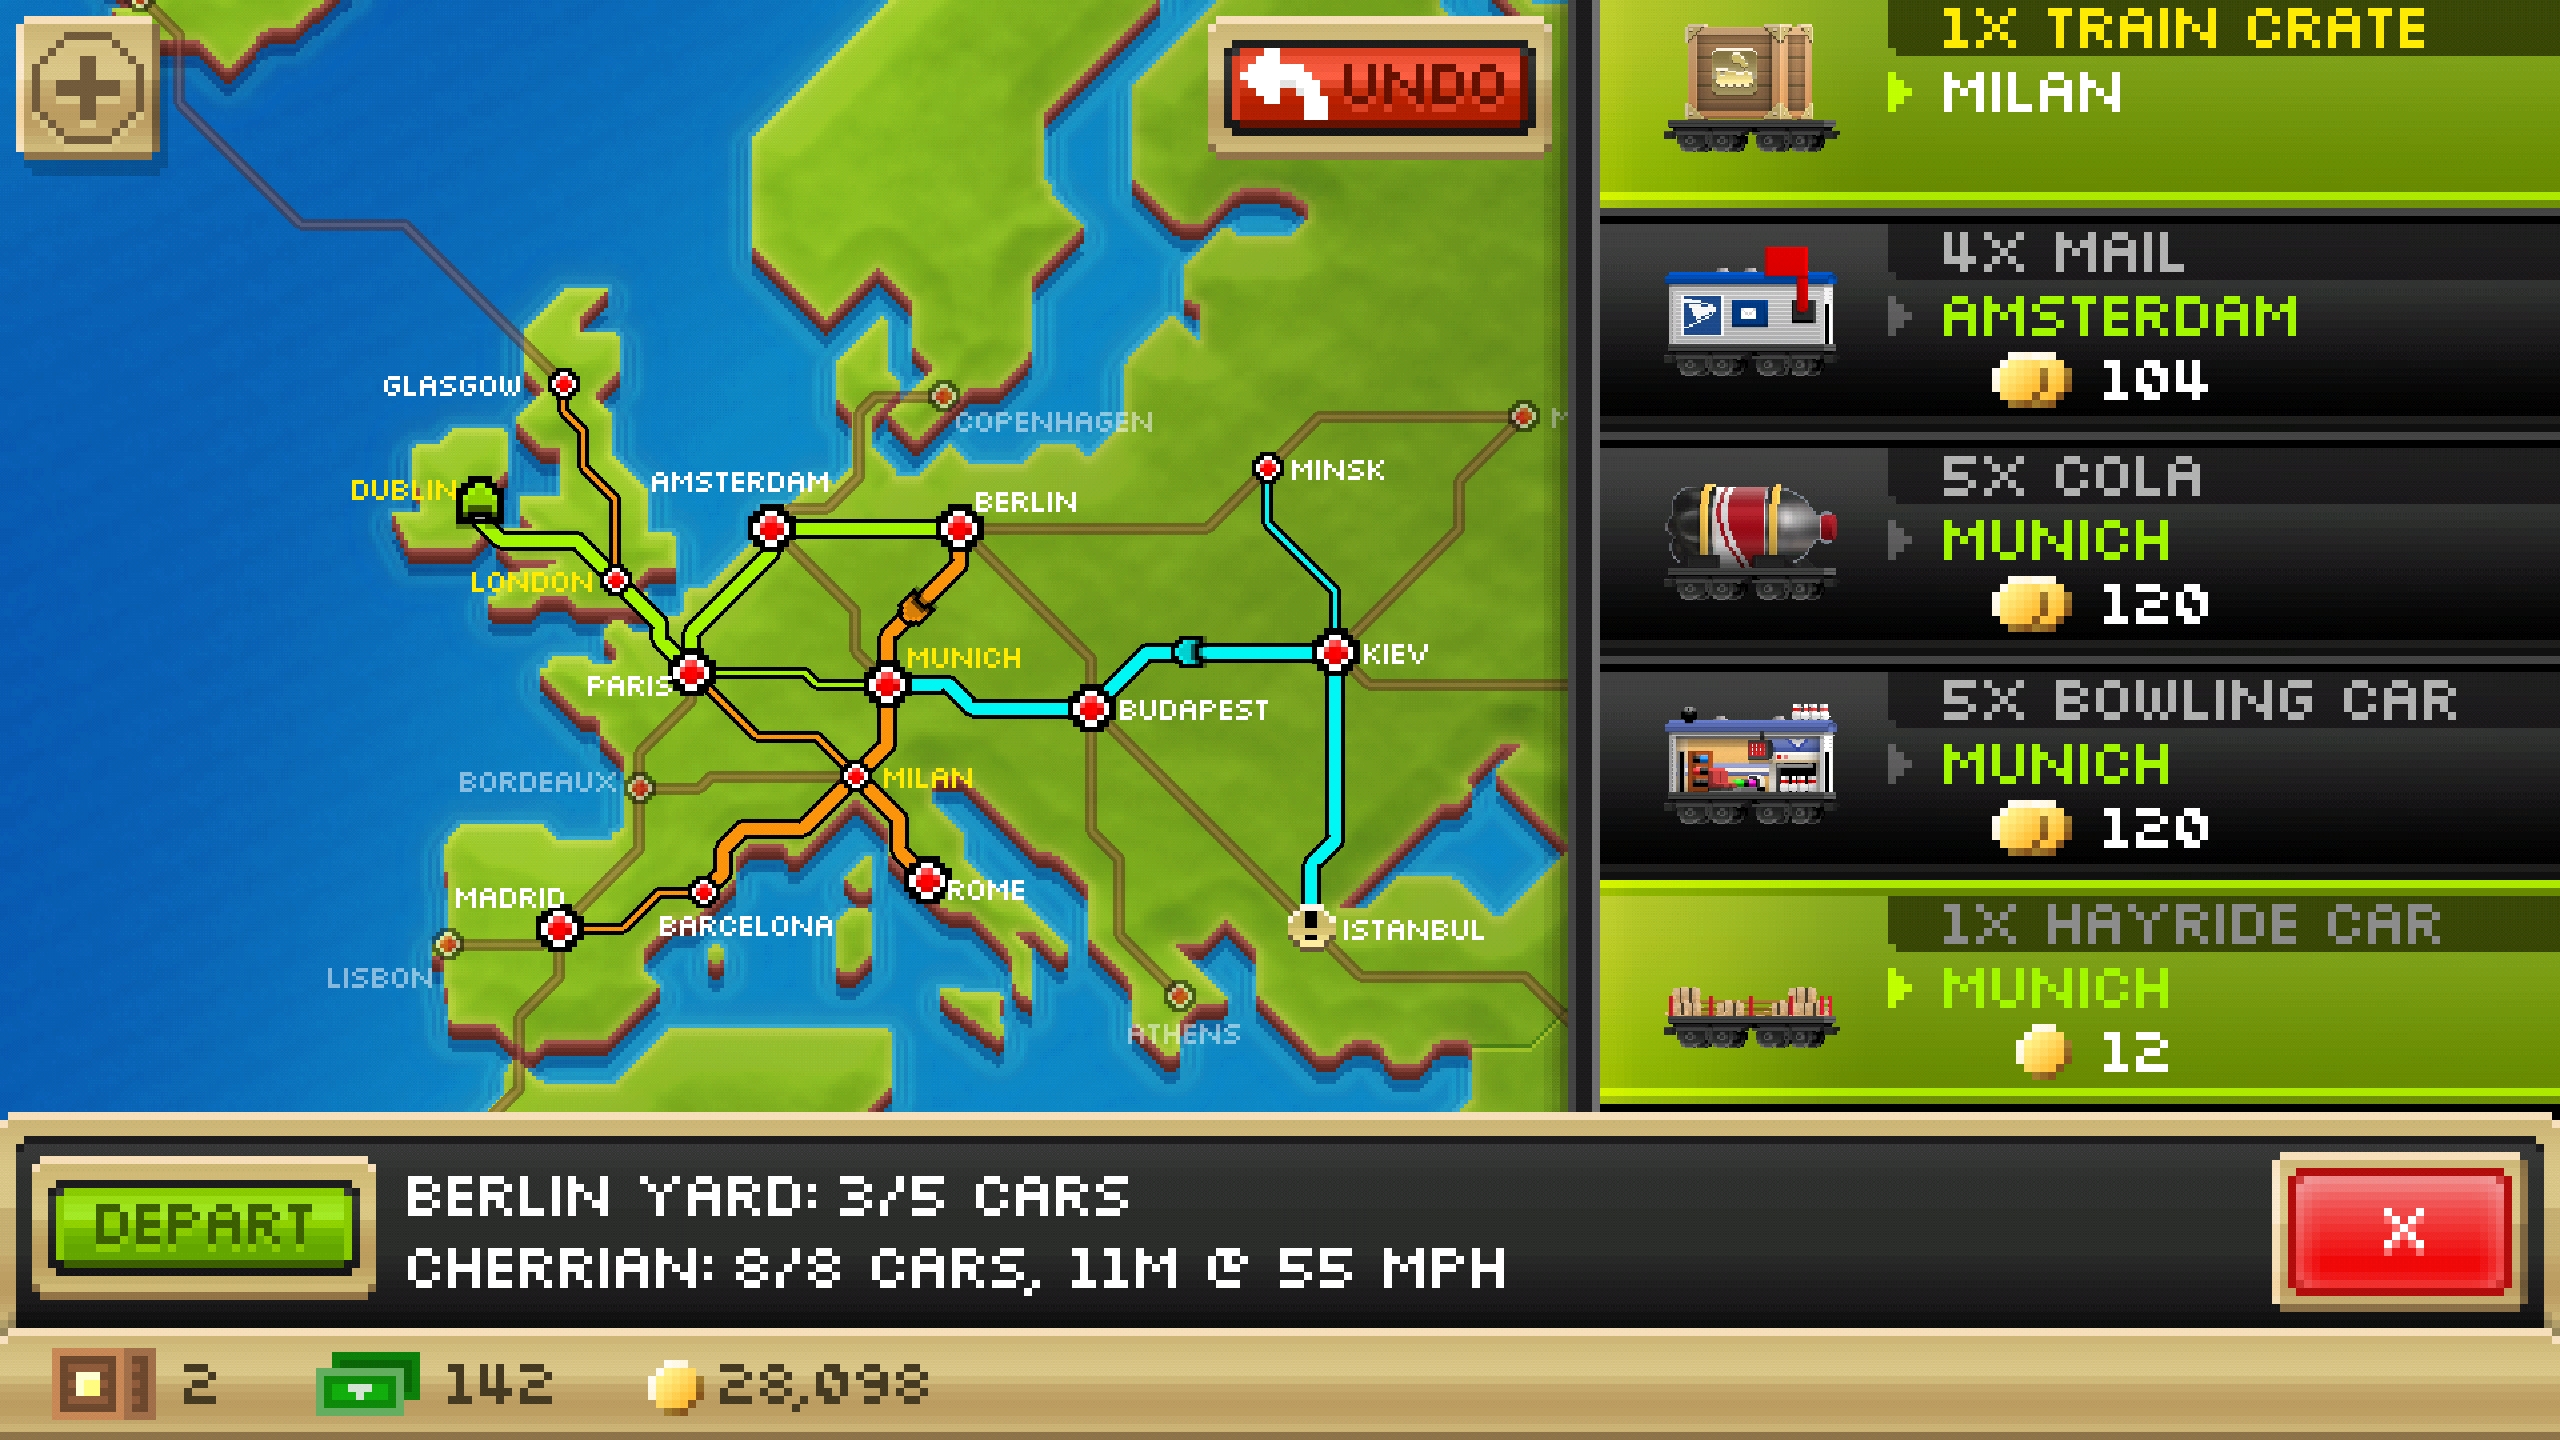 UNDO
GLASGOW
COPENHAGEN
M
MINSK
AMSTERDAM
BERLIN
DUBLIN
LONDON
MUNICH
KIEV
PARIS
BUDAPEST
BORDEAUX
MILAN
MADRID
ROME
BARCELONA
ISTANBUL
LISBON
ATHENS
1X TRAIN CRATE
MILAN
4X MAIL
AMSTERDAM
104
5X COLA
MUNICH
120
5X BOWLING CAR
MUNICH
120
1X HAYRIDE CAR
MUNICH
12
DEPART
BERLIN YARD: 3/5 CARS
CHERRIAN: 8/8 CARS, 11M @ 55 MPH
X
2 142 28,098